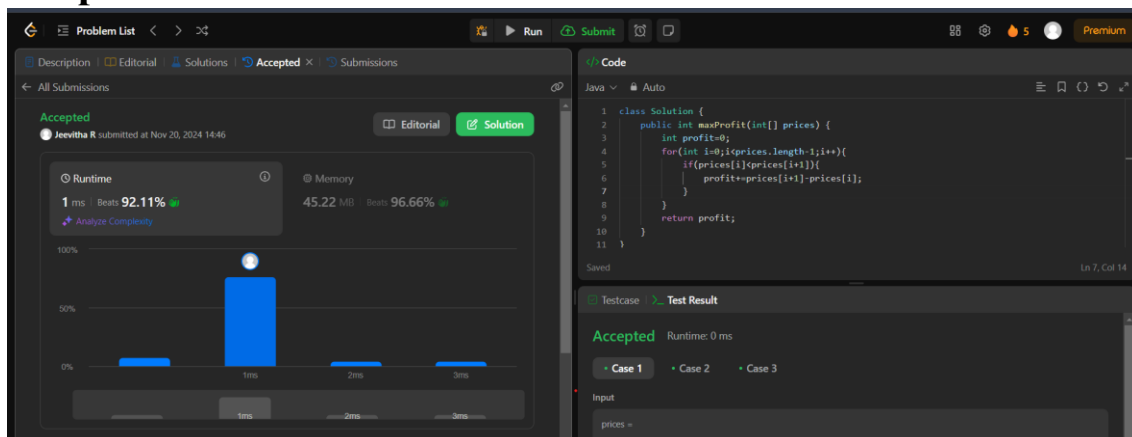 Problem List
Run
Submit
5
Premium
Description
Editorial
Solutions
Accepted
Submissions
All Submissions
Accepted
Jeevitha R submitted at Nov 20, 2024 14:46
Editorial
Solution
Runtime
1 ms Beats 92.11%
Analyze Complexity
Memory
45.22 MB Beats 96.66%
100%
50%
0%
1ms
2ms
3ms
1ms
2ms
3ms
</> Code
Java
Auto
1 class Solution {
2 public int maxProfit(int[] prices) {
3 int profit=0;
4 for(int i=0;i<prices.length-1;i++){
5 if(prices[i]<prices[i+1]){
6 profit+=prices[i+1]-prices[i];
7 }
8 }
9 return profit;
10 }
11 }
Saved
Ln 7, Col 14
Testcase
>_ Test Result
Accepted Runtime: 0 ms
• Case 1
• Case 2
• Case 3
Input
prices =